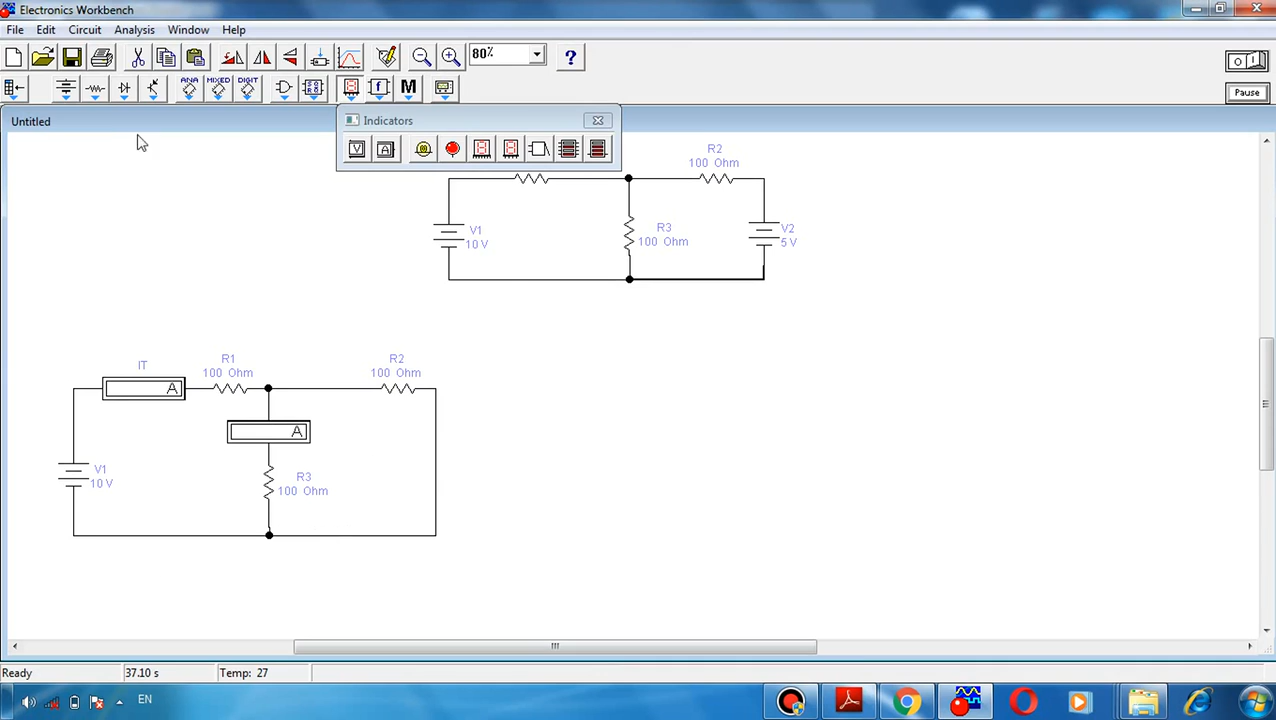 Electronics Workbench
File Edit Circuit Analysis Window Help
80% ?
ANA MIXED DIGIT f M
Pause
Untitled
Indicators
V A
R2
100 Ohm
V1
10 V
R3
100 Ohm
V2
5 V
IT
A
R1
100 Ohm
R2
100 Ohm
A
V1
10 V
R3
100 Ohm
Ready 37.10 s Temp: 27
EN